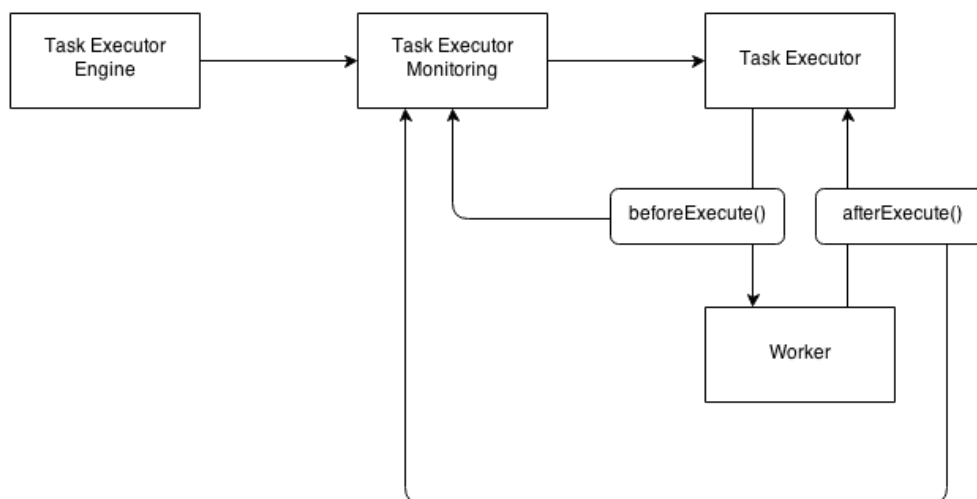 Task Executor
Engine
Task Executor
Monitoring
Task Executor
beforeExecute()
afterExecute()
Worker